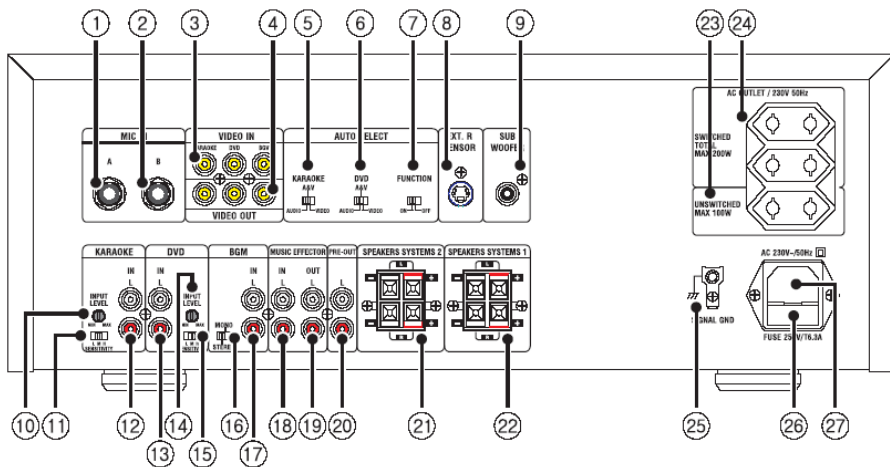 1 2 3 4 5 6 7 8 9 23 24
AC OUTLET / 230V 50Hz
MIC IN
A B
VIDEO IN
KARAOKE DVD BGM
VIDEO OUT
AUTO SELECT
KARAOKE
A&V
AUDIO VIDEO
DVD
A&V
AUDIO VIDEO
FUNCTION
ON OFF
EXT. R
SENSOR
SUB
WOOFER
SWITCHED
TOTAL
MAX 200W
UNSWITCHED
MAX 100W
KARAOKE
IN
L
INPUT
LEVEL
MIN MAX
L M H
SENSITIVITY
DVD
IN
L
INPUT
LEVEL
MIN MAX
L M H
BGM
IN
L
MONO
STEREO
MUSIC EFFECTOR
IN OUT
L L
PRE-OUT
L
SPEAKERS SYSTEMS 2
L
R
SPEAKERS SYSTEMS 1
L
R
SIGNAL GND
AC 230V~/50Hz
FUSE 250V/T6.3A
10 11 12 13 14 15 16 17 18 19 20 21 22 25 26 27